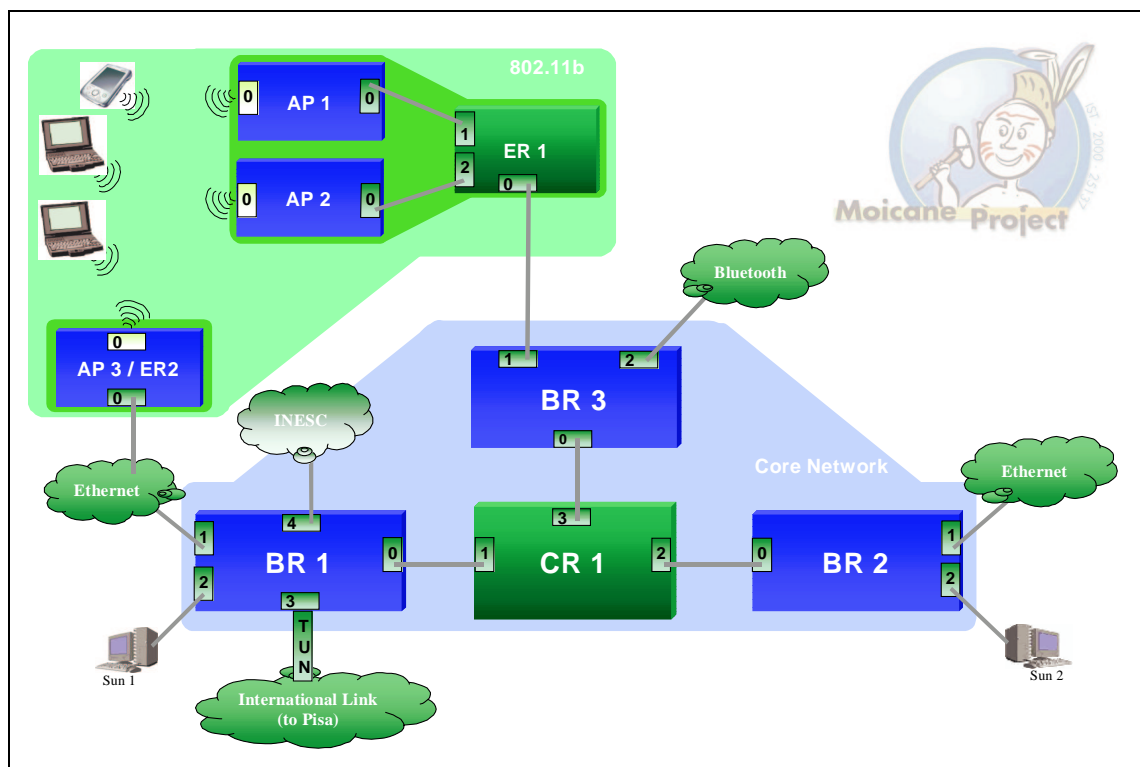 802.11b
0
AP 1
0
1
ER 1
2
0
0
AP 2
0
IST 2000 25137
Moicane Project
Bluetooth
0
AP 3 / ER2
0
1
2
BR 3
0
INESC
Core Network
Ethernet
Ethernet
1
4
0
BR 1
2
3
1
3
CR 1
2
0
BR 2
1
2
T
U
N
Sun 1
Sun 2
International Link
(to Pisa)